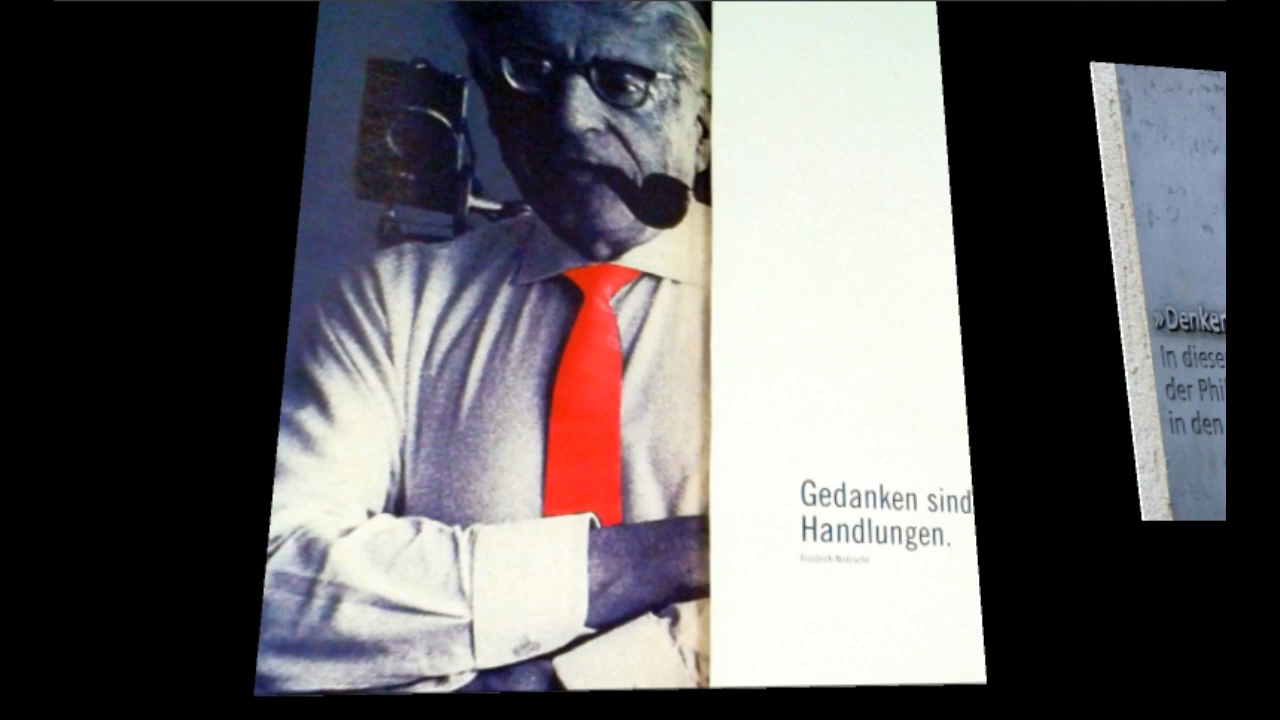 Gedanken sind
Handlungen.
Friedrich Nietzsche
»Denken
In diese
der Phi
in den